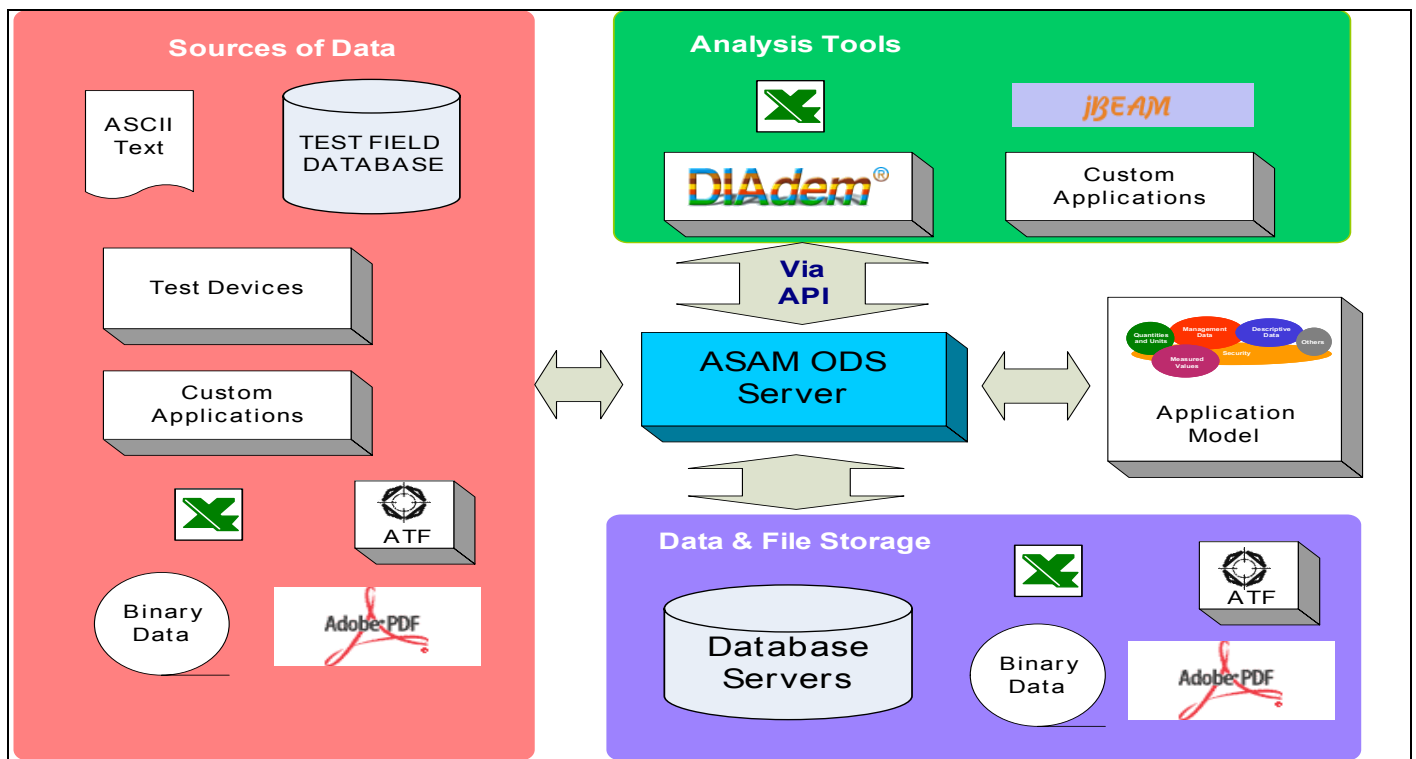 Sources of Data
ASCII
Text
TEST FIELD
DATABASE
Test Devices
Custom
Applications
ATF
Binary
Data
Adobe PDF
Analysis Tools
jBEAM
DIAdem®
Custom
Applications
Via
API
ASAM ODS
Server
Quantities
and Units
Management
Data
Descriptive
Data
Others
Security
Measured
Values
Application
Model
Data & File Storage
Database
Servers
ATF
Binary
Data
Adobe PDF